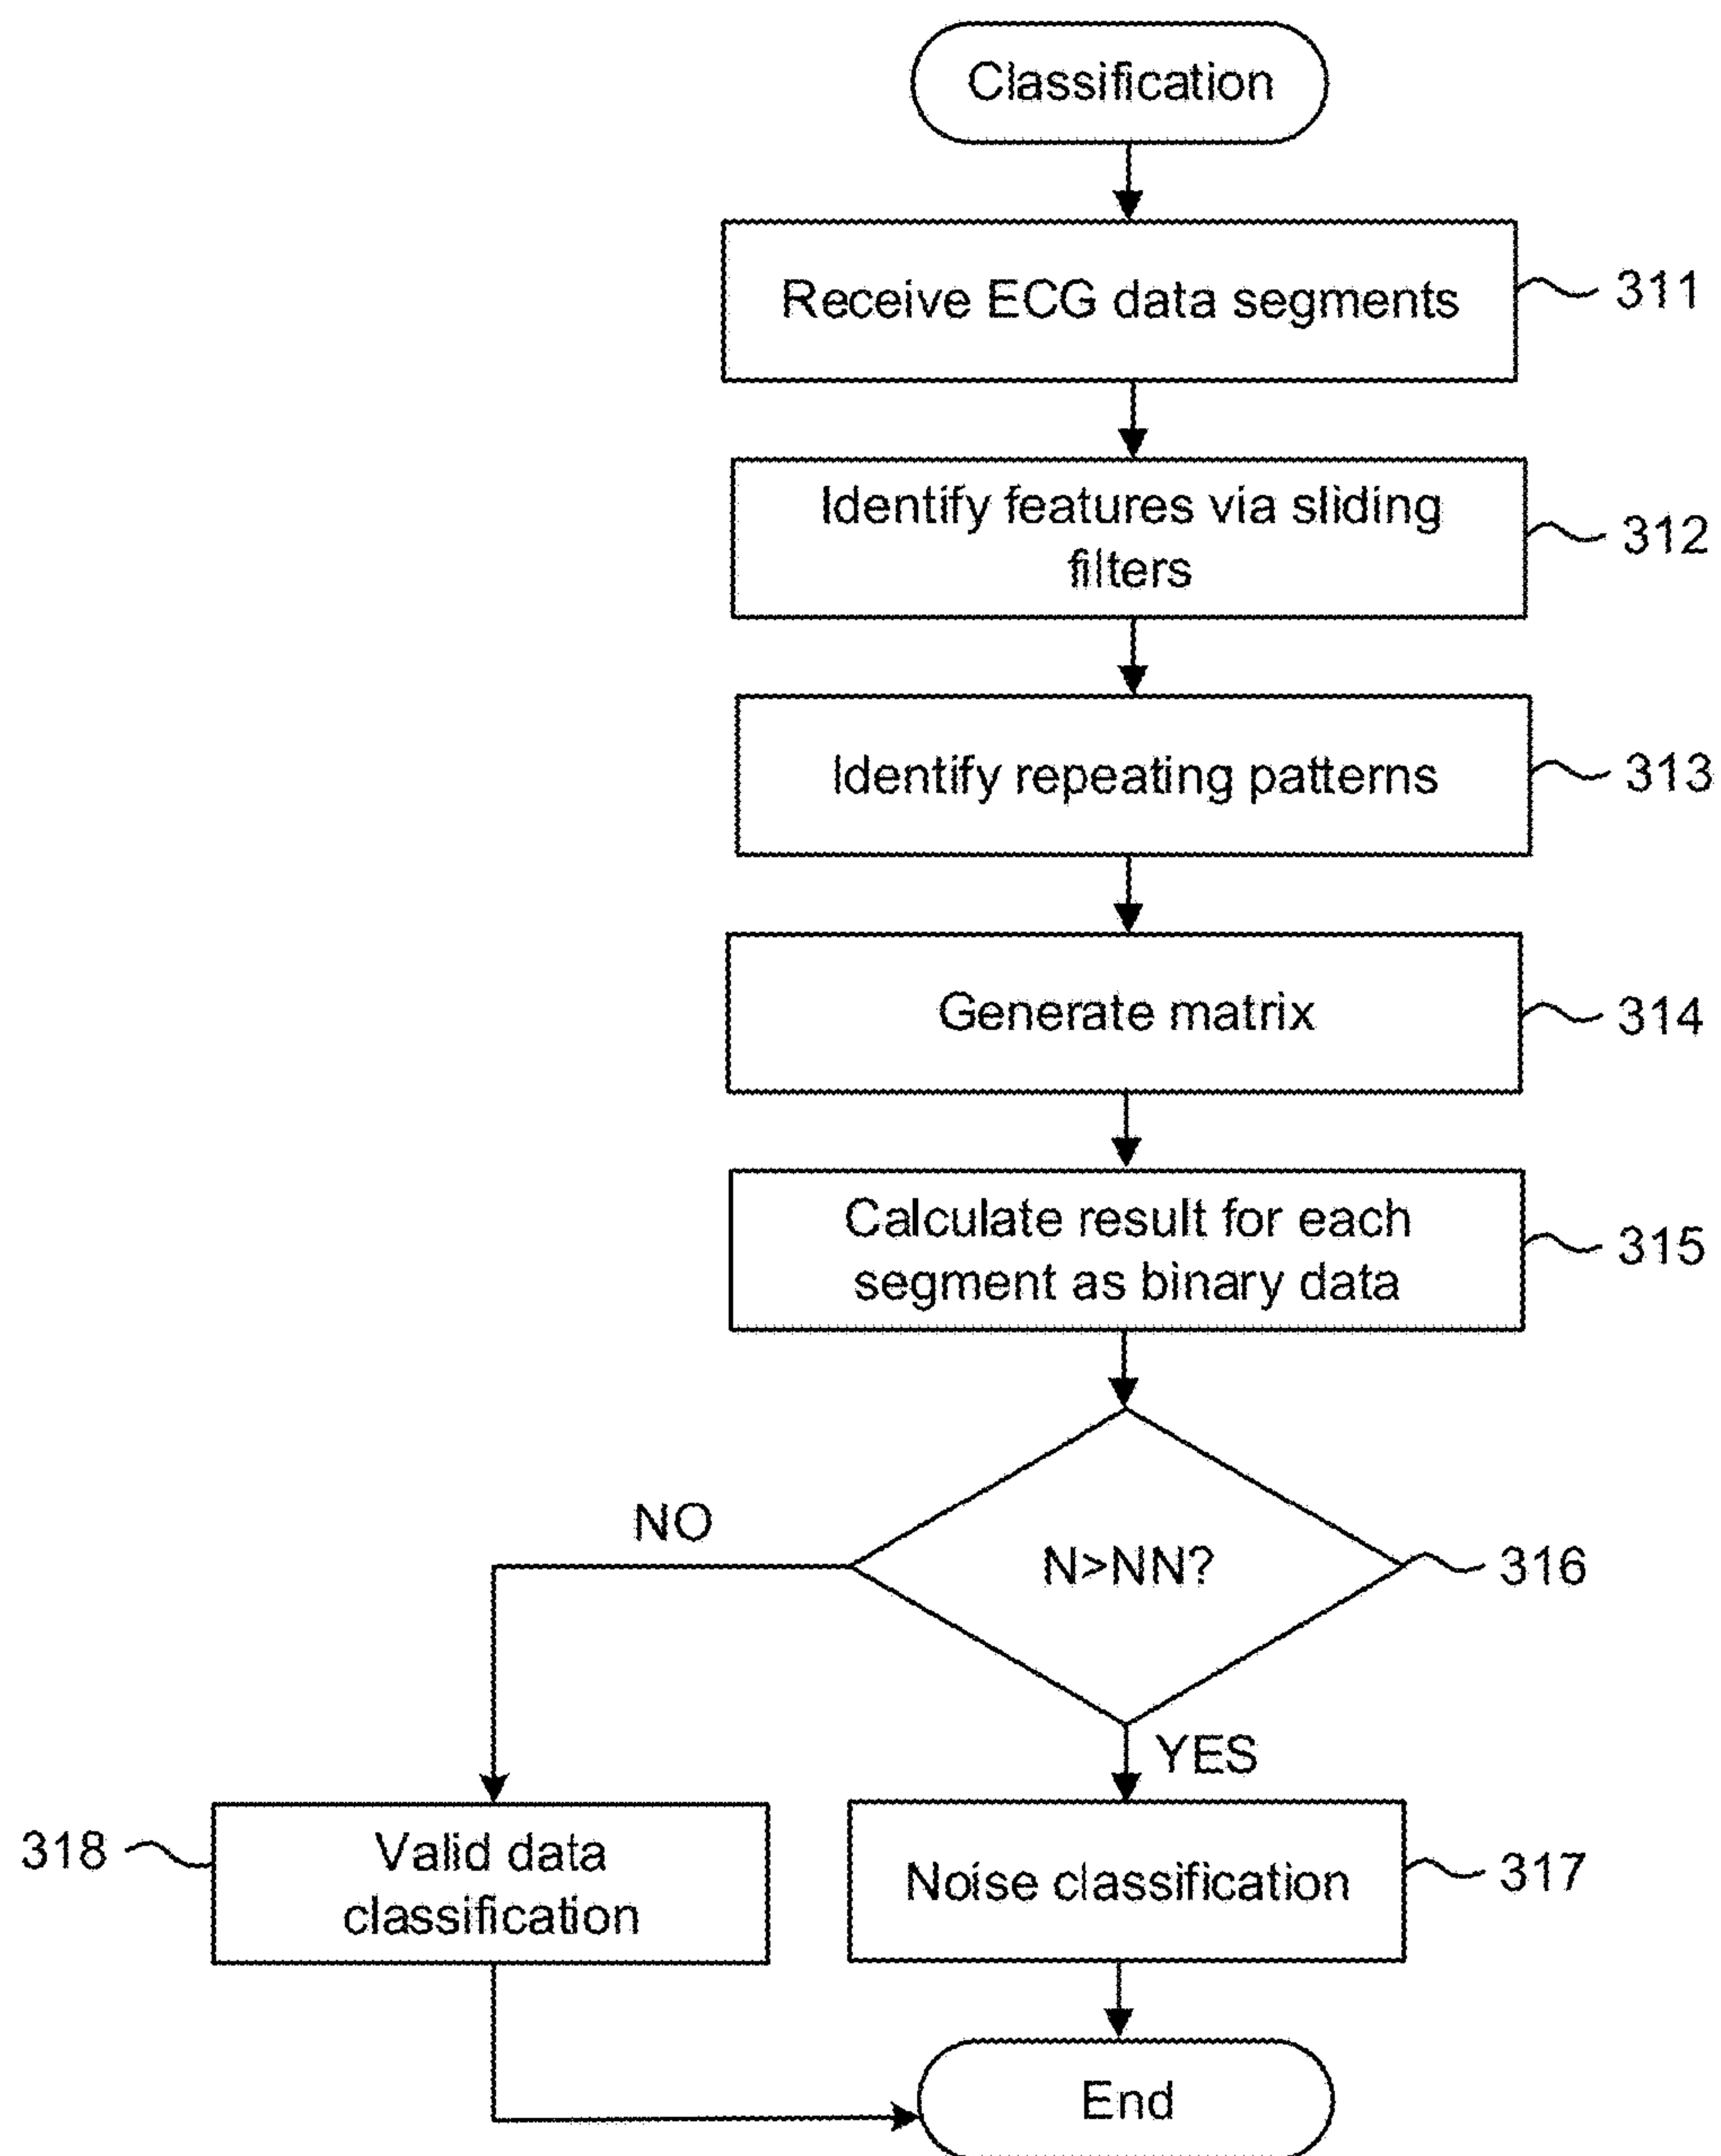 Classification
Receive ECG data segments
311
Identify features via sliding
filters
312
Identify repeating patterns
313
Generate matrix
314
Calculate result for each
segment as binary data
315
NO
N>NN?
316
YES
318
Valid data
classification
Noise classification
317
End